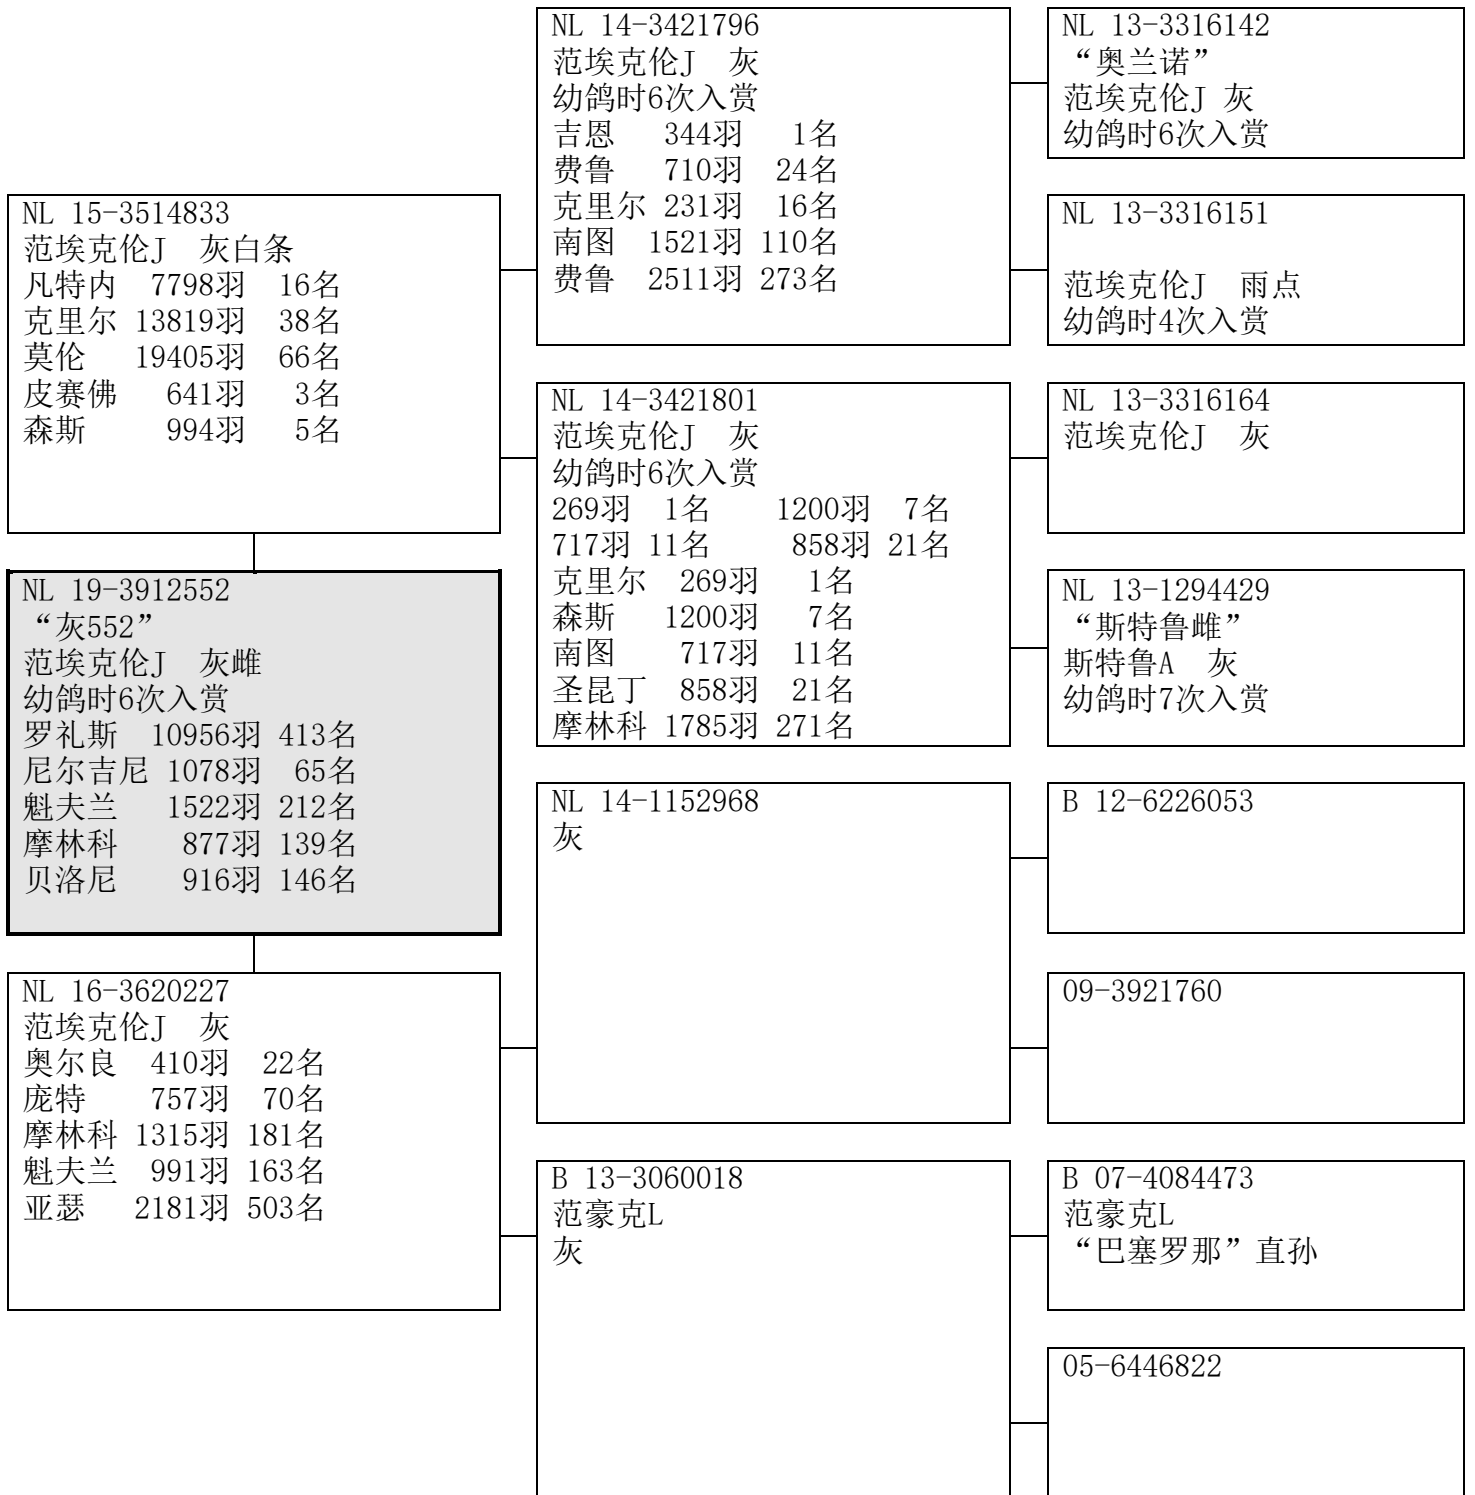 NL 15-3514833
范埃克伦J 灰白条
凡特内 7798羽 16名
克里尔 13819羽 38名
莫伦 19405羽 66名
皮赛佛 641羽 3名
森斯 994羽 5名
NL 19-3912552
“灰552”
范埃克伦J 灰雌
幼鸽时6次入赏
罗礼斯 10956羽 413名
尼尔吉尼 1078羽 65名
魁夫兰 1522羽 212名
摩林科 877羽 139名
贝洛尼 916羽 146名
NL 16-3620227
范埃克伦J 灰
奥尔良 410羽 22名
庞特 757羽 70名
摩林科 1315羽 181名
魁夫兰 991羽 163名
亚瑟 2181羽 503名
NL 14-3421796
范埃克伦J 灰
幼鸽时6次入赏
吉恩 344羽 1名
费鲁 710羽 24名
克里尔 231羽 16名
南图 1521羽 110名
费鲁 2511羽 273名
NL 14-3421801
范埃克伦J 灰
幼鸽时6次入赏
269羽 1名 1200羽 7名
717羽 11名 858羽 21名
克里尔 269羽 1名
森斯 1200羽 7名
南图 717羽 11名
圣昆丁 858羽 21名
摩林科 1785羽 271名
NL 14-1152968
灰
B 13-3060018
范豪克L
灰
NL 13-3316142
“奥兰诺”
范埃克伦J 灰
幼鸽时6次入赏
NL 13-3316151
范埃克伦J 雨点
幼鸽时4次入赏
NL 13-3316164
范埃克伦J 灰
NL 13-1294429
“斯特鲁雌”
斯特鲁A 灰
幼鸽时7次入赏
B 12-6226053
09-3921760
B 07-4084473
范豪克L
“巴塞罗那”直孙
05-6446822